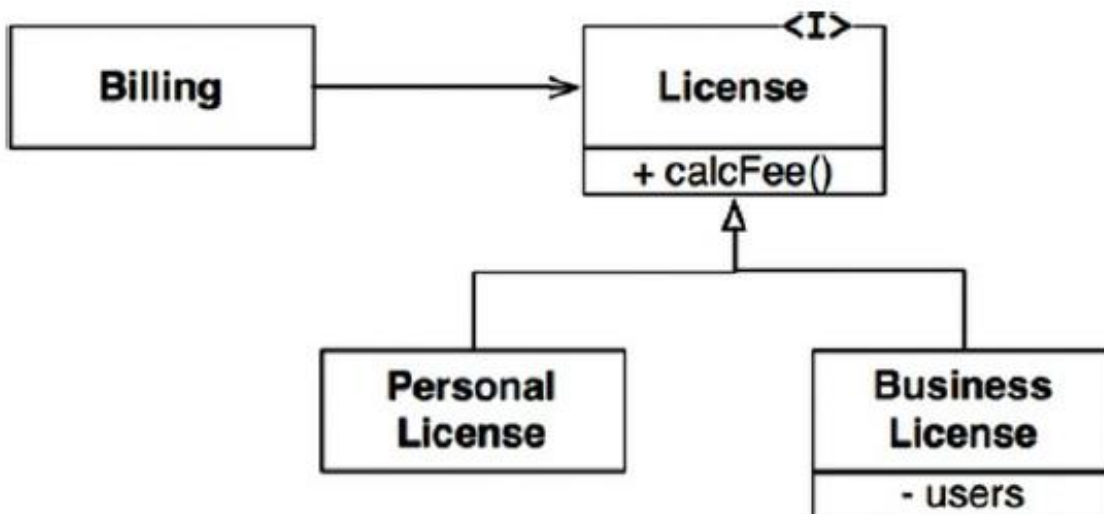 <I>
Billing
License
+ calcFee()
Personal
License
Business
License
- users